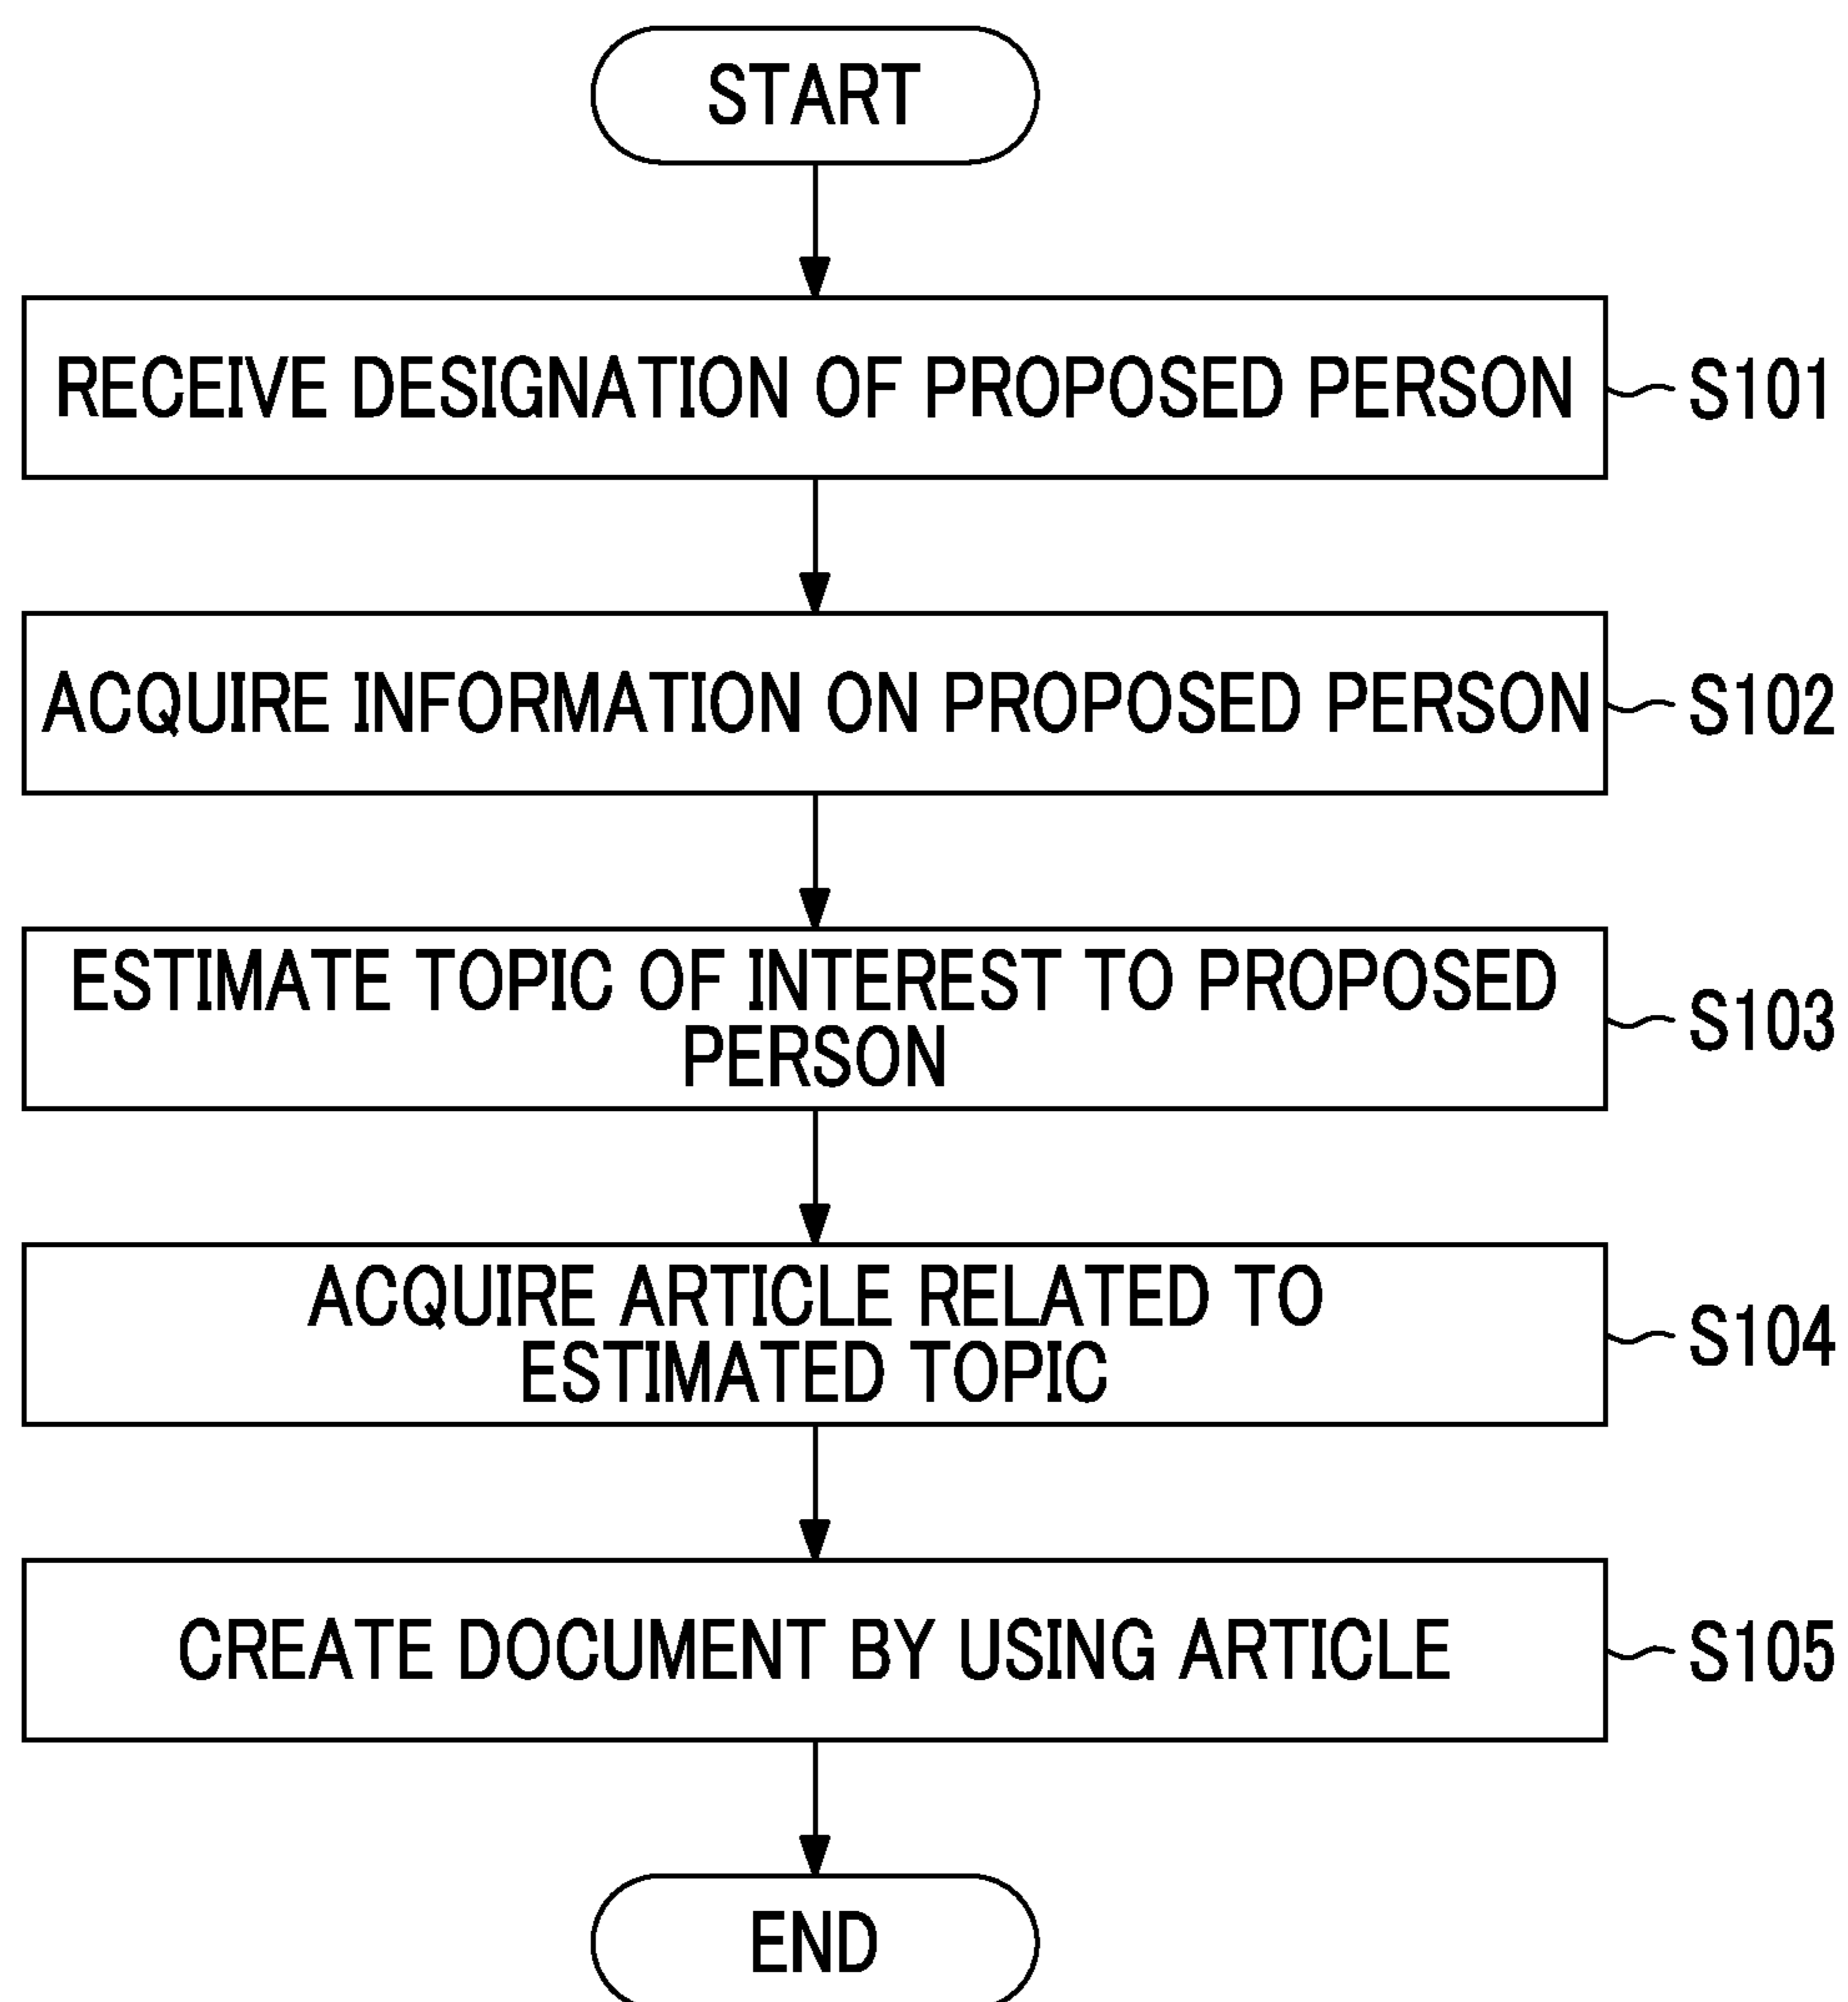 START
RECEIVE DESIGNATION OF PROPOSED PERSON
S101
ACQUIRE INFORMATION ON PROPOSED PERSON
S102
ESTIMATE TOPIC OF INTEREST TO PROPOSED
PERSON
S103
ACQUIRE ARTICLE RELATED TO
ESTIMATED TOPIC
S104
CREATE DOCUMENT BY USING ARTICLE
S105
END